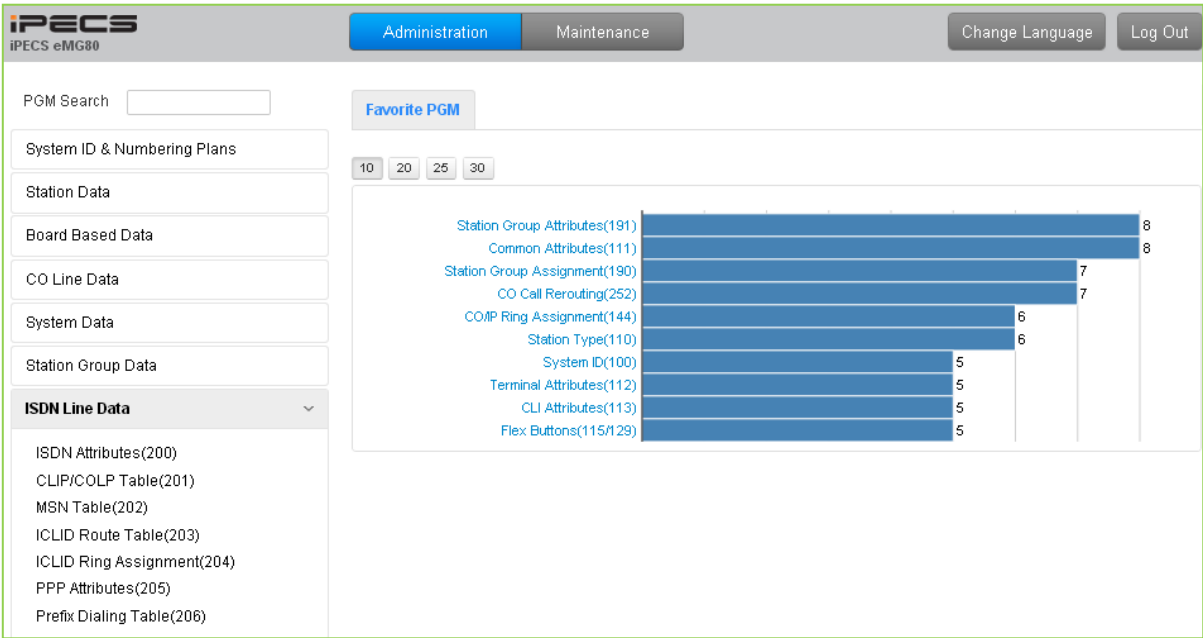 iPECS
iPECS eMG80
Administration
Maintenance
Change Language
Log Out
PGM Search
System ID & Numbering Plans
Station Data
Board Based Data
CO Line Data
System Data
Station Group Data
ISDN Line Data
ISDN Attributes(200)
CLIP/COLP Table(201)
MSN Table(202)
ICLID Route Table(203)
ICLID Ring Assignment(204)
PPP Attributes(205)
Prefix Dialing Table(206)
Favorite PGM
10 20 25 30
Station Group Attributes(191) 8
Common Attributes(111) 8
Station Group Assignment(190) 7
CO Call Rerouting(252) 7
CO/IP Ring Assignment(144) 6
Station Type(110) 6
System ID(100) 5
Terminal Attributes(112) 5
CLI Attributes(113) 5
Flex Buttons(115/129) 5